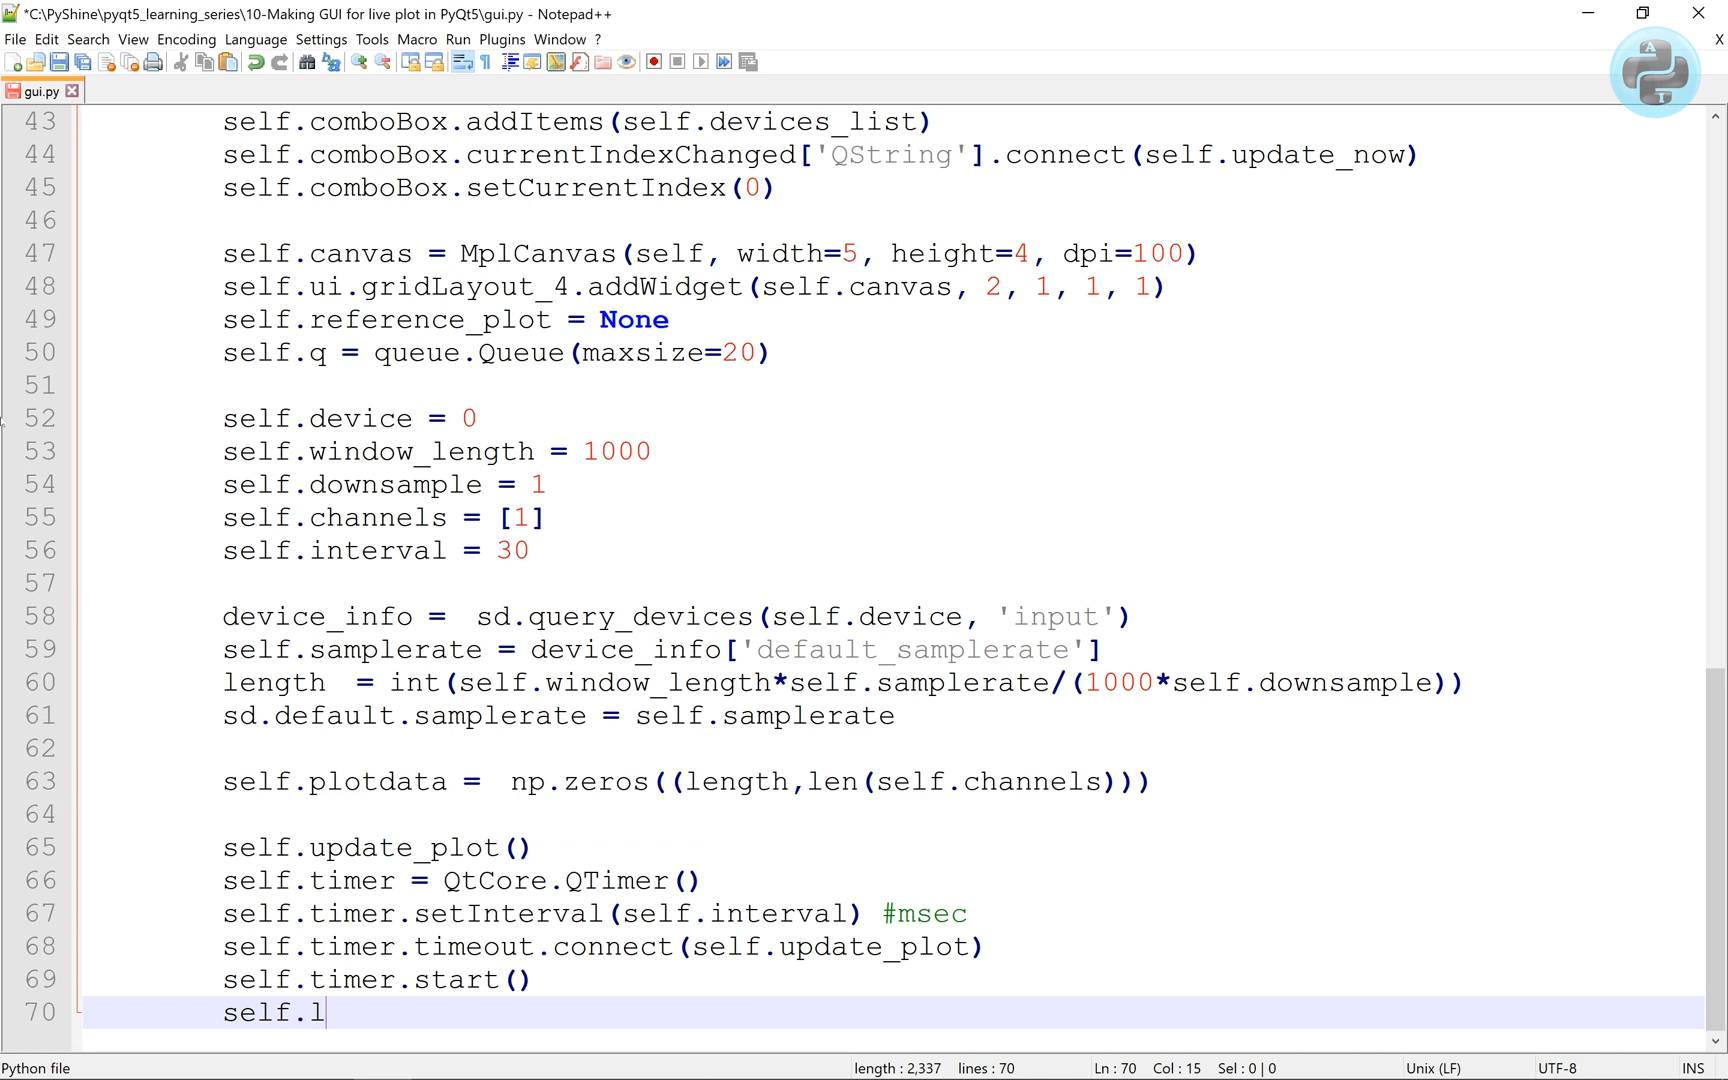 *C:\PyShine\pyqt5_learning_series\10-Making GUI for live plot in PyQt5\gui.py - Notepad++
File Edit Search View Encoding Language Settings Tools Macro Run Plugins Window ? X
gui.py
43 self.comboBox.addItems(self.devices_list)
44 self.comboBox.currentIndexChanged['QString'].connect(self.update_now)
45 self.comboBox.setCurrentIndex(0)
46
47 self.canvas = MplCanvas(self, width=5, height=4, dpi=100)
48 self.ui.gridLayout_4.addWidget(self.canvas, 2, 1, 1, 1)
49 self.reference_plot = None
50 self.q = queue.Queue(maxsize=20)
51
52 self.device = 0
53 self.window_length = 1000
54 self.downsample = 1
55 self.channels = [1]
56 self.interval = 30
57
58 device_info =  sd.query_devices(self.device, 'input')
59 self.samplerate = device_info['default_samplerate']
60 length  = int(self.window_length*self.samplerate/(1000*self.downsample))
61 sd.default.samplerate = self.samplerate
62
63 self.plotdata =  np.zeros((length,len(self.channels)))
64
65 self.update_plot()
66 self.timer = QtCore.QTimer()
67 self.timer.setInterval(self.interval) #msec
68 self.timer.timeout.connect(self.update_plot)
69 self.timer.start()
70 self.l
Python file length : 2,337 lines : 70 Ln : 70 Col : 15 Sel : 0 | 0 Unix (LF) UTF-8 INS